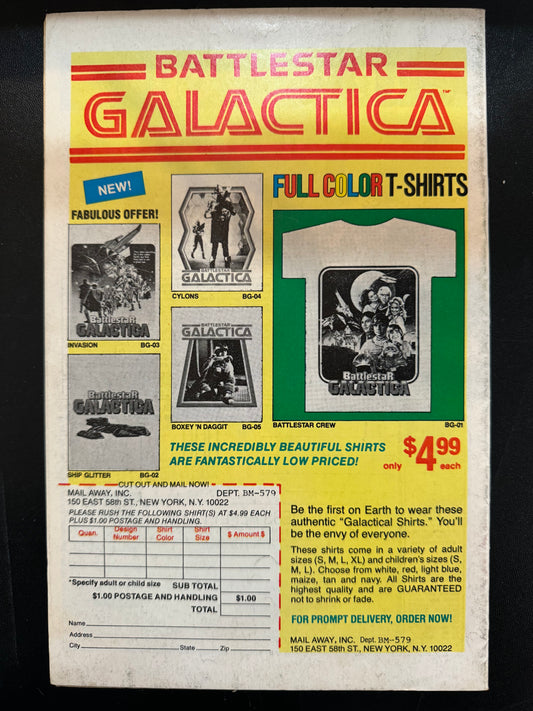 BATTLESTAR
GALACTICA™
NEW!
FABULOUS OFFER!
FULL COLOR T-SHIRTS
BattlestaR
GALACTICA
INVASION BG-03
BATTLESTAR
GALACTICA
CYLONS BG-04
BattlestaR
GALACTICA
SHIP GLITTER BG-02
BATTLESTAR
GALACTICA
BOXEY 'N DAGGIT BG-05
BattlestaR
GALACTICA
BATTLESTAR CREW BG-01
THESE INCREDIBLY BEAUTIFUL SHIRTS
ARE FANTASTICALLY LOW PRICED!
only $4.99 each
CUT OUT AND MAIL NOW!
MAIL AWAY, INC. DEPT. BM-579
150 EAST 58th ST., NEW YORK, N.Y. 10022
PLEASE RUSH THE FOLLOWING SHIRT(S) AT $4.99 EACH
PLUS $1.00 POSTAGE AND HANDLING.
Quan. Design Number Shirt Color Shirt Size $ Amount $
*Specify adult or child size SUB TOTAL
$1.00 POSTAGE AND HANDLING $1.00
TOTAL
Name
Address
City State Zip
Be the first on Earth to wear these
authentic "Galactical Shirts." You'll
be the envy of everyone.
These shirts come in a variety of adult
sizes (S, M, L, XL) and children's sizes (S,
M, L). Choose from white, red, light blue,
maize, tan and navy. All Shirts are the
highest quality and are GUARANTEED
not to shrink or fade.
FOR PROMPT DELIVERY, ORDER NOW!
MAIL AWAY, INC. Dept. BM-579
150 EAST 58th ST., NEW YORK, N.Y. 10022